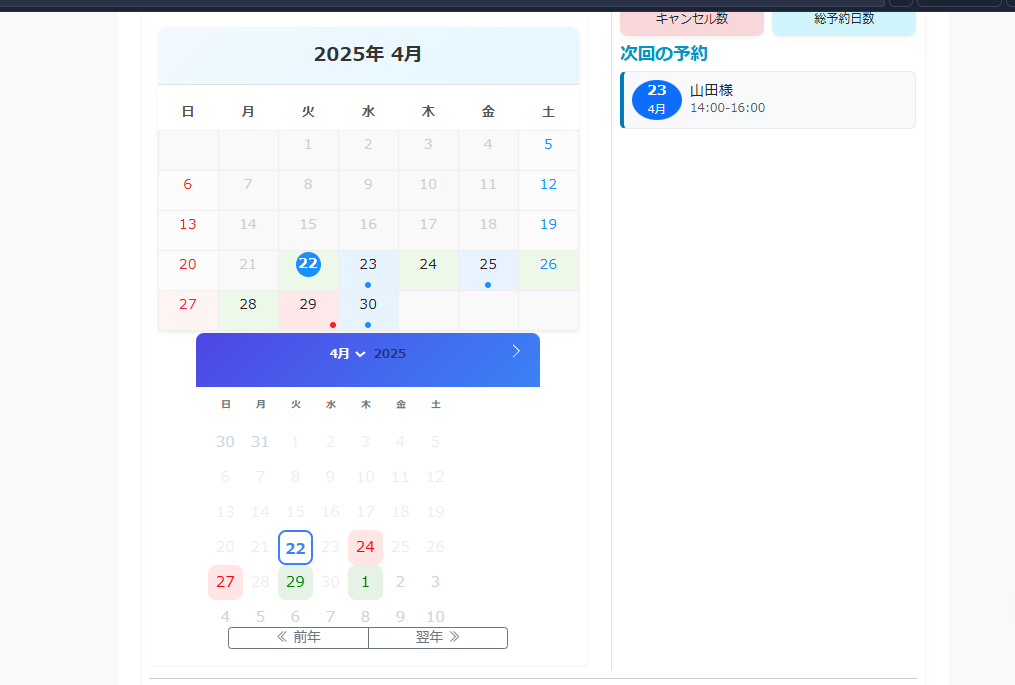 キャンセル数
総予約日数
2025年 4月
日 月 火 水 木 金 土
1 2 3 4 5
6 7 8 9 10 11 12
13 14 15 16 17 18 19
20 21 22 23 24 25 26
27 28 29 30
4月 2025
日 月 火 水 木 金 土
30 31 1 2 3 4 5
6 7 8 9 10 11 12
13 14 15 16 17 18 19
20 21 22 23 24 25 26
27 28 29 30 1 2 3
4 5 6 7 8 9 10
前年 翌年
次回の予約
23
4月
山田様
14:00-16:00